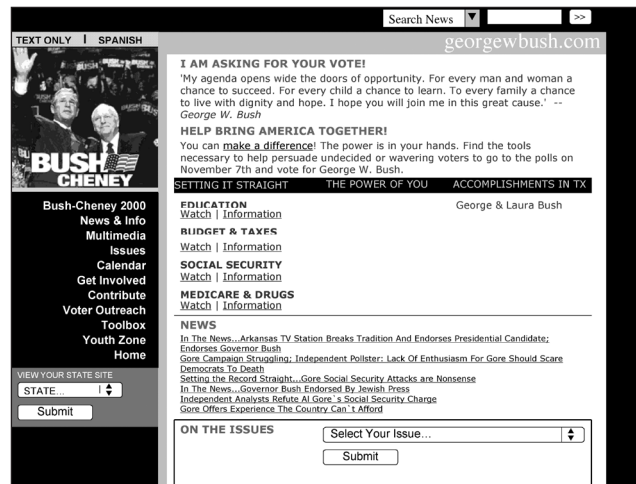 Search News
>>
TEXT ONLY | SPANISH
georgewbush.com
I AM ASKING FOR YOUR VOTE!
'My agenda opens wide the doors of opportunity. For every man and woman a
chance to succeed. For every child a chance to learn. To every family a chance
to live with dignity and hope. I hope you will join me in this great cause.' --
George W. Bush
HELP BRING AMERICA TOGETHER!
You can make a difference! The power is in your hands. Find the tools
necessary to help persuade undecided or wavering voters to go to the polls on
November 7th and vote for George W. Bush.
BUSH
CHENEY
SETTING IT STRAIGHT THE POWER OF YOU ACCOMPLISHMENTS IN TX
Bush-Cheney 2000
News & Info
Multimedia
Issues
Calendar
Get Involved
Contribute
Voter Outreach
Toolbox
Youth Zone
Home
VIEW YOUR STATE SITE
STATE...
Submit
EDUCATION
Watch | Information
George & Laura Bush
BUDGET & TAXES
Watch | Information
SOCIAL SECURITY
Watch | Information
MEDICARE & DRUGS
Watch | Information
NEWS
In The News...Arkansas TV Station Breaks Tradition And Endorses Presidential Candidate;
Endorses Governor Bush
Gore Campaign Struggling; Independent Pollster: Lack Of Enthusiasm For Gore Should Scare
Democrats To Death
Setting the Record Straight...Gore Social Security Attacks are Nonsense
In The News...Governor Bush Endorsed By Jewish Press
Independent Analysts Refute Al Gore`s Social Security Charge
Gore Offers Experience The Country Can`t Afford
ON THE ISSUES
Select Your Issue...
Submit